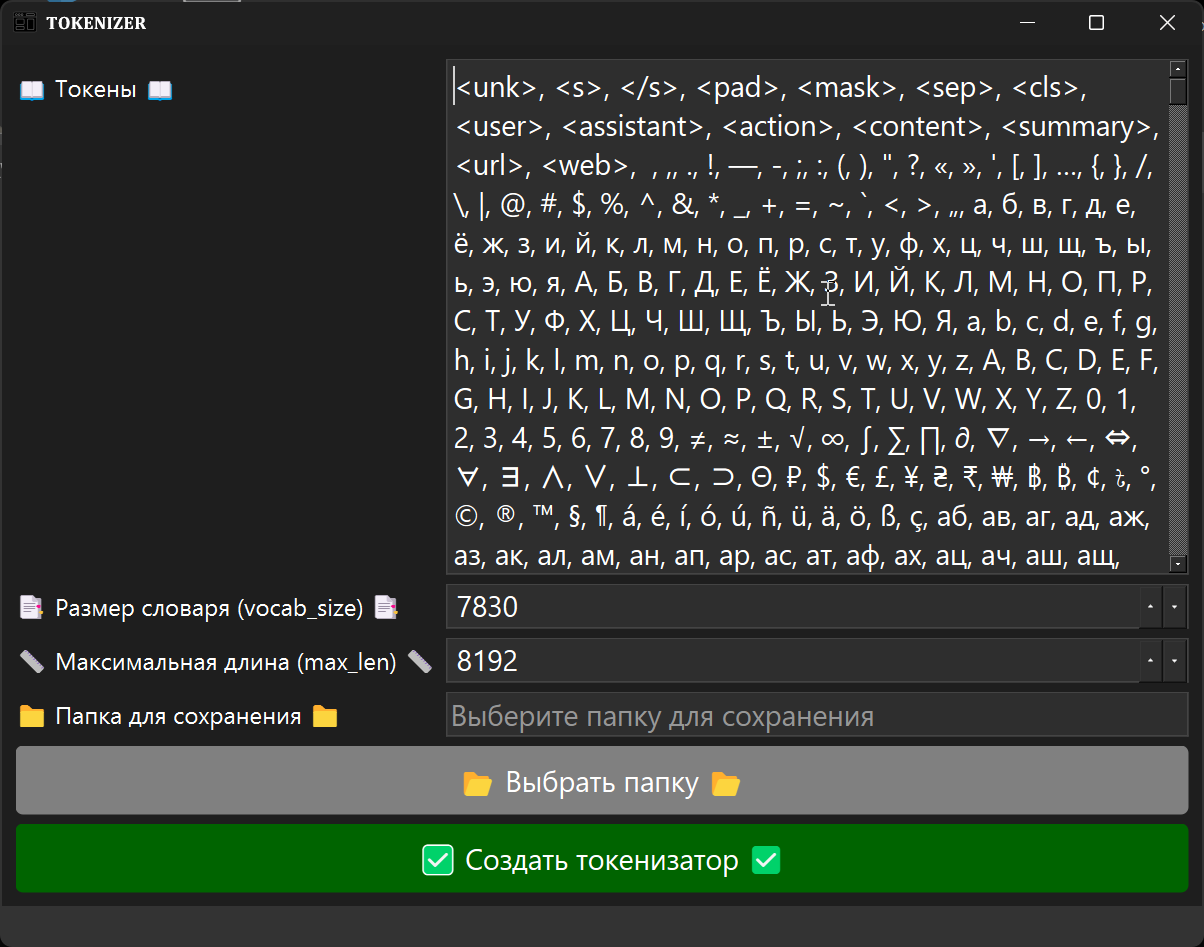 TOKENIZER
Токены
<unk>, <s>, </s>, <pad>, <mask>, <sep>, <cls>,
<user>, <assistant>, <action>, <content>, <summary>,
<url>, <web>,  , ,, ., !, —, -, ;, :, (, ), ", ?, «, », ', [, ], …, {, }, /,
\, |, @, #, $, %, ^, &, *, _, +, =, ~, `, <, >, „, а, б, в, г, д, е,
ё, ж, з, и, й, к, л, м, н, о, п, р, с, т, у, ф, х, ц, ч, ш, щ, ъ, ы,
ь, э, ю, я, А, Б, В, Г, Д, Е, Ё, Ж, З, И, Й, К, Л, М, Н, О, П, Р,
С, Т, У, Ф, Х, Ц, Ч, Ш, Щ, Ъ, Ы, Ь, Э, Ю, Я, a, b, c, d, e, f, g,
h, i, j, k, l, m, n, o, p, q, r, s, t, u, v, w, x, y, z, A, B, C, D, E, F,
G, H, I, J, K, L, M, N, O, P, Q, R, S, T, U, V, W, X, Y, Z, 0, 1,
2, 3, 4, 5, 6, 7, 8, 9, ≠, ≈, ±, √, ∞, ∫, ∑, ∏, ∂, ∇, →, ←, ⇔,
∀, ∃, ∧, ∨, ⊥, ⊂, ⊃, Θ, ₽, $, €, £, ¥, ₴, ₹, ₩, ฿, ₿, ¢, ৳, °,
©, ®, ™, §, ¶, á, é, í, ó, ú, ñ, ü, ä, ö, ß, ç, аб, ав, аг, ад, аж,
аз, ак, ал, ам, ан, ап, ар, ас, ат, аф, ах, ац, ач, аш, ащ,
Размер словаря (vocab_size)
7830
Максимальная длина (max_len)
8192
Папка для сохранения
Выберите папку для сохранения
Выбрать папку
Создать токенизатор